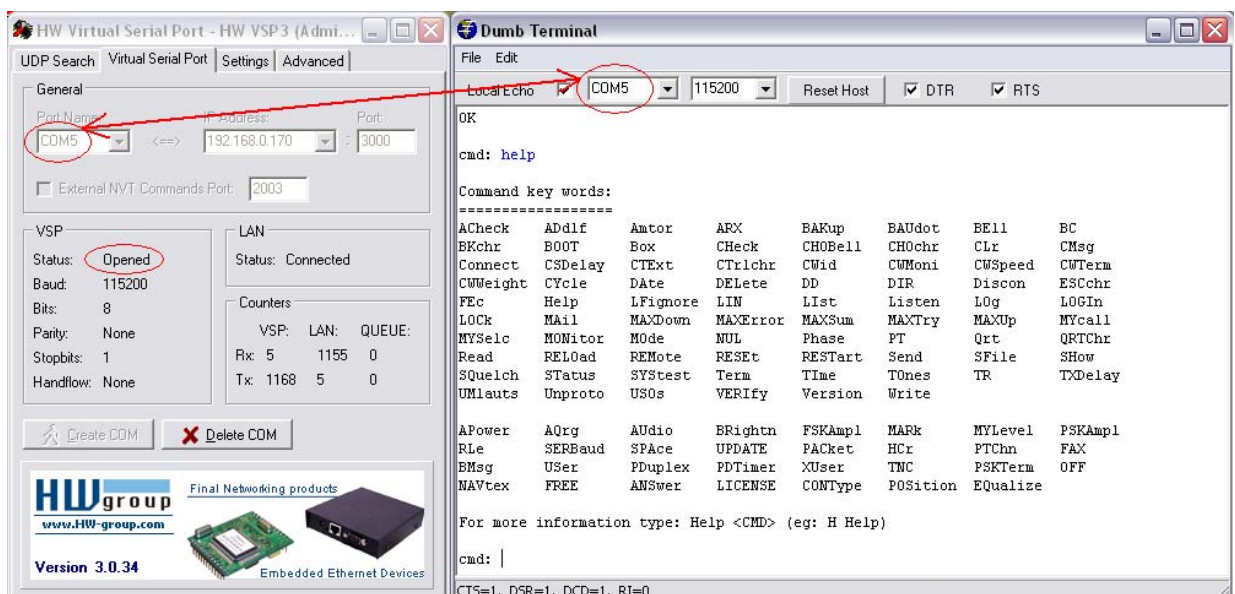 HW Virtual Serial Port - HW VSP3 (Admi...
UDP Search Virtual Serial Port Settings Advanced
General
Port Name: IP Address: Port:
COM5 <==> 192.168.0.170 : 3000
External NVT Commands Port: 2003
VSP
Status: Opened
Baud: 115200
Bits: 8
Parity: None
Stopbits: 1
Handflow: None
LAN
Status: Connected
Counters
VSP: LAN: QUEUE:
Rx: 5 1155 0
Tx: 1168 5 0
Create COM Delete COM
HW group
www.HW-group.com
Version 3.0.34
Final Networking products
Embedded Ethernet Devices
Dumb Terminal
File Edit
Local Echo COM5 115200 Reset Host DTR RTS
OK
cmd: help
Command key words:
==================
ACheck ADdlf Amtor ARX BAKup BAUdot BEll BC
BKchr BOOT Box CHeck CHOBell CHOchr CLr CMsg
Connect CSDelay CText CTrlchr CWid CWMoni CWSpeed CWTerm
CWWeight CYcle DAte DELete DD DIR Discon ESCchr
FEc Help LFignore LIN LIst Listen LOg LOGIn
LOCk MAil MAXDown MAXError MAXSum MAXTry MAXUp MYcall
MYSelc MONitor MOde NUL Phase PT Qrt QRTChr
Read RELOad REMote RESEt RESTart Send SFile SHow
SQuelch STatus SYStest Term TIme TOnes TR TXDelay
UMlauts Unproto USOs VERIfy Version Write
APower AQrg AUdio BRightn FSKAmpl MARk MYLevel PSKAmpl
RLe SERBaud SPAce UPDATE PACket HCr PTChn FAX
BMsg USer PDuplex PDTimer XUser TNC PSKTerm OFF
NAVtex FREE ANSwer LICENSE CONType POSition EQualize
For more information type: Help <CMD> (eg: H Help)
cmd:
CTS=1, DSR=1, DCD=1, RI=0